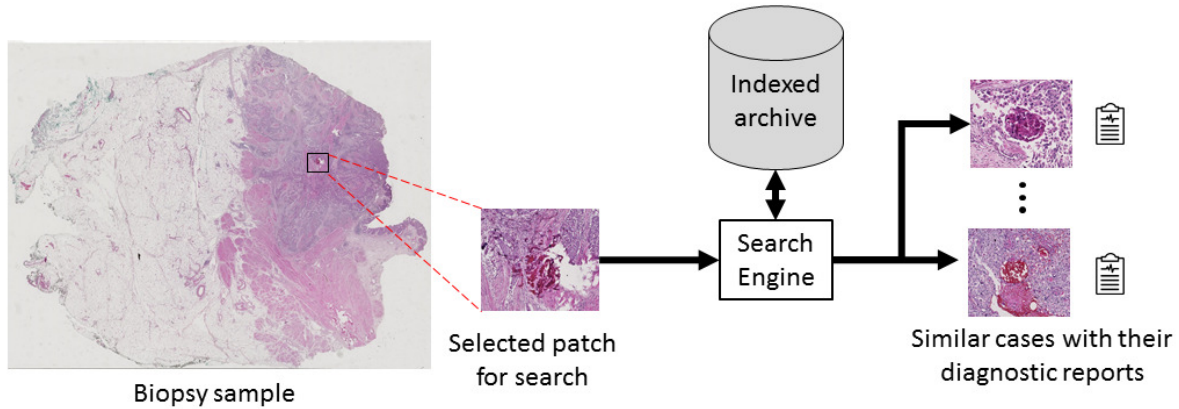 Indexed
archive
Search
Engine
Selected patch
for search
Similar cases with their
diagnostic reports
Biopsy sample